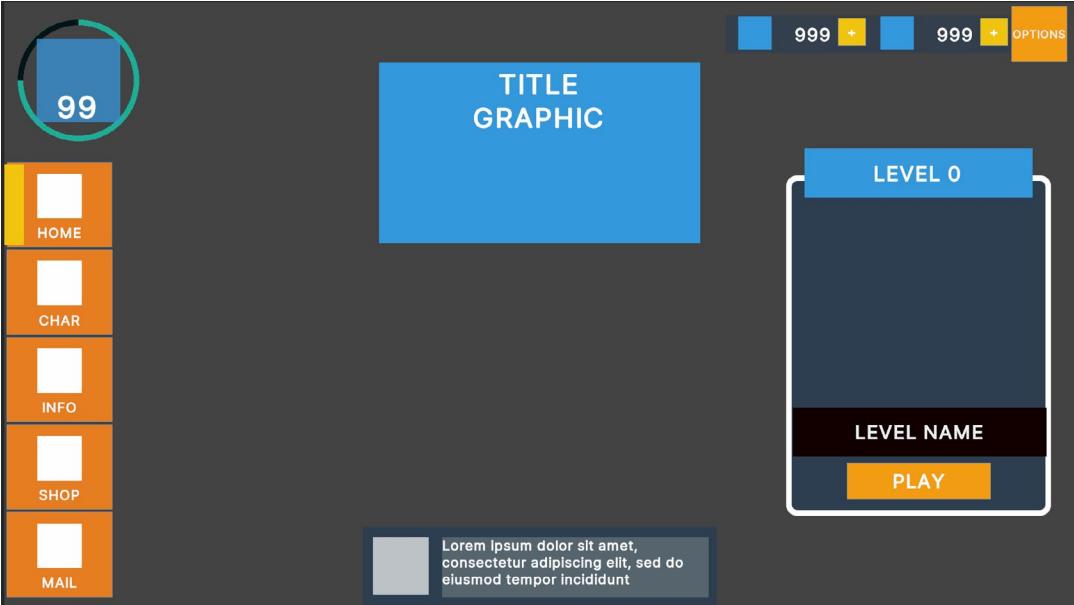 99
999
+
999
+
OPTIONS
TITLE
GRAPHIC
LEVEL 0
HOME
CHAR
INFO
SHOP
MAIL
LEVEL NAME
PLAY
Lorem ipsum dolor sit amet,
consectetur adipiscing elit, sed do
eiusmod tempor incididunt